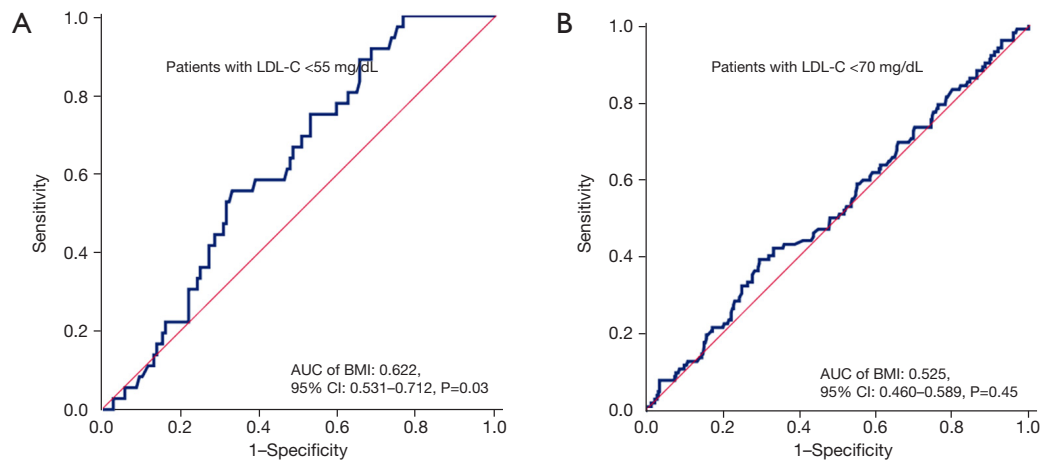 A
1.0
0.8
0.6
0.4
0.2
0.0
Sensitivity
Patients with LDL-C <55 mg/dL
AUC of BMI: 0.622,
95% CI: 0.531–0.712, P=0.03
0.0 0.2 0.4 0.6 0.8 1.0
1–Specificity
B
1.0
0.8
0.6
0.4
0.2
0.0
Sensitivity
Patients with LDL-C <70 mg/dL
AUC of BMI: 0.525,
95% CI: 0.460–0.589, P=0.45
0.0 0.2 0.4 0.6 0.8 1.0
1–Specificity